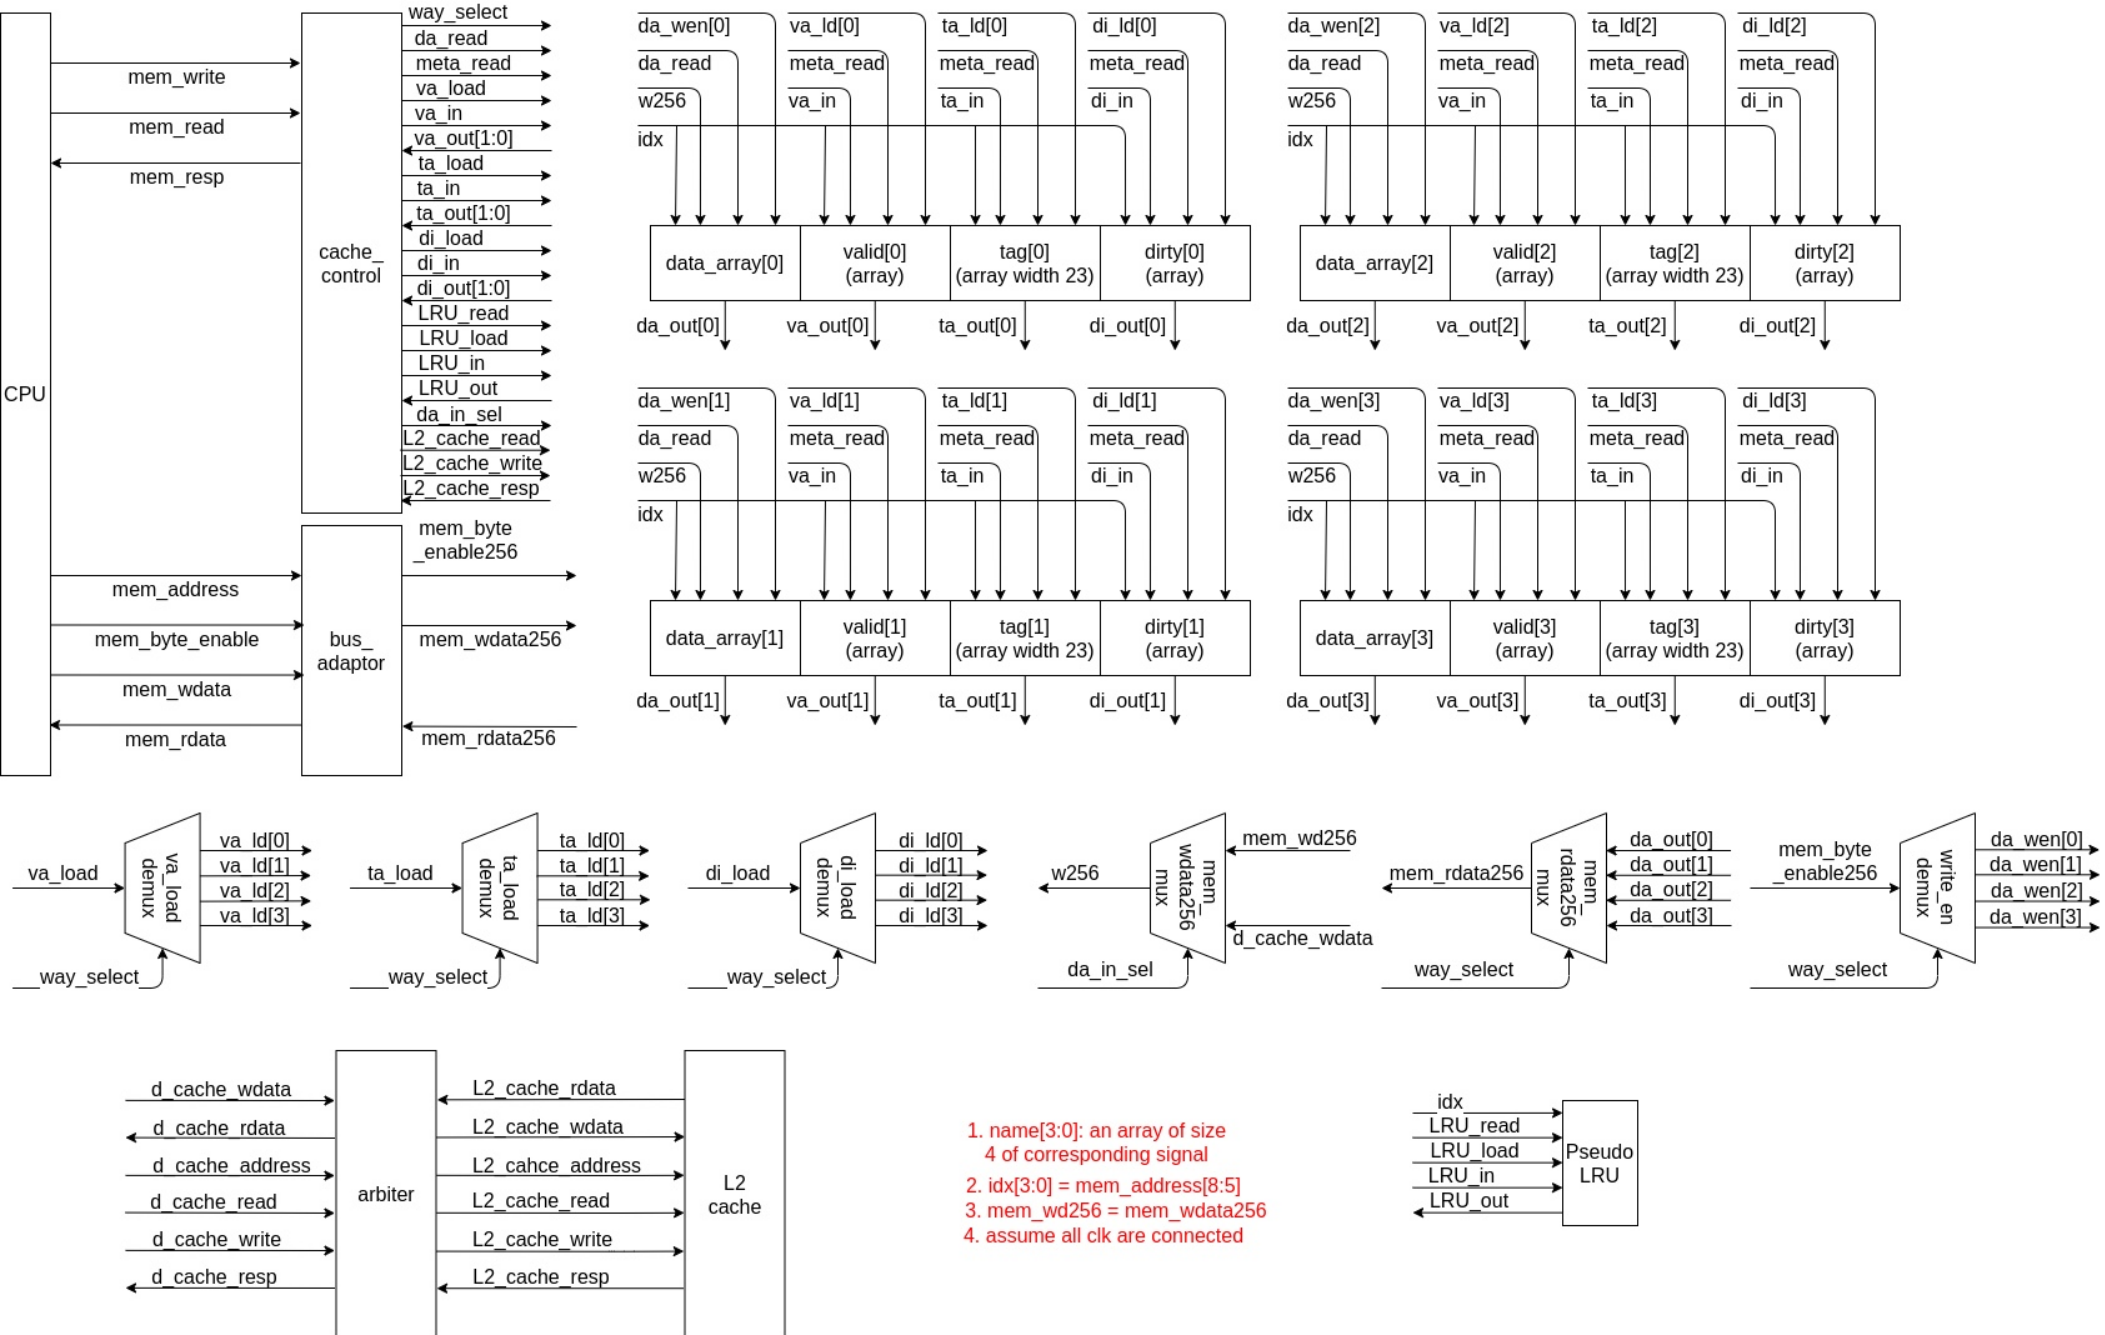 CPU
mem_write
mem_read
mem_resp
cache_
control
way_select
da_read
meta_read
va_load
va_in
va_out[1:0]
ta_load
ta_in
ta_out[1:0]
di_load
di_in
di_out[1:0]
LRU_read
LRU_load
LRU_in
LRU_out
da_in_sel
L2_cache_read
L2_cache_write
L2_cache_resp
mem_address
mem_byte_enable
mem_wdata
mem_rdata
bus_
adaptor
mem_byte
_enable256
mem_wdata256
mem_rdata256
da_wen[0]
va_ld[0]
ta_ld[0]
di_ld[0]
da_read
meta_read
meta_read
meta_read
w256
va_in
ta_in
di_in
idx
data_array[0]
valid[0]
(array)
tag[0]
(array width 23)
dirty[0]
(array)
da_out[0]
va_out[0]
ta_out[0]
di_out[0]
da_wen[2]
va_ld[2]
ta_ld[2]
di_ld[2]
da_read
meta_read
meta_read
meta_read
w256
va_in
ta_in
di_in
idx
data_array[2]
valid[2]
(array)
tag[2]
(array width 23)
dirty[2]
(array)
da_out[2]
va_out[2]
ta_out[2]
di_out[2]
da_wen[1]
va_ld[1]
ta_ld[1]
di_ld[1]
da_read
meta_read
meta_read
meta_read
w256
va_in
ta_in
di_in
idx
data_array[1]
valid[1]
(array)
tag[1]
(array width 23)
dirty[1]
(array)
da_out[1]
va_out[1]
ta_out[1]
di_out[1]
da_wen[3]
va_ld[3]
ta_ld[3]
di_ld[3]
da_read
meta_read
meta_read
meta_read
w256
va_in
ta_in
di_in
idx
data_array[3]
valid[3]
(array)
tag[3]
(array width 23)
dirty[3]
(array)
da_out[3]
va_out[3]
ta_out[3]
di_out[3]
va_load
va_load
demux
va_ld[0]
va_ld[1]
va_ld[2]
va_ld[3]
way_select
ta_load
ta_load
demux
ta_ld[0]
ta_ld[1]
ta_ld[2]
ta_ld[3]
way_select
di_load
di_load
demux
di_ld[0]
di_ld[1]
di_ld[2]
di_ld[3]
way_select
w256
mem_
wdata256
mux
mem_wd256
d_cache_wdata
da_in_sel
mem_rdata256
mem_
rdata256
mux
da_out[0]
da_out[1]
da_out[2]
da_out[3]
way_select
mem_byte
_enable256
write_en
demux
da_wen[0]
da_wen[1]
da_wen[2]
da_wen[3]
way_select
d_cache_wdata
d_cache_rdata
d_cache_address
d_cache_read
d_cache_write
d_cache_resp
arbiter
L2_cache_rdata
L2_cache_wdata
L2_cahce_address
L2_cache_read
L2_cache_write
L2_cache_resp
L2
cache
1. name[3:0]: an array of size
4 of corresponding signal
2. idx[3:0] = mem_address[8:5]
3. mem_wd256 = mem_wdata256
4. assume all clk are connected
idx
LRU_read
LRU_load
LRU_in
LRU_out
Pseudo
LRU